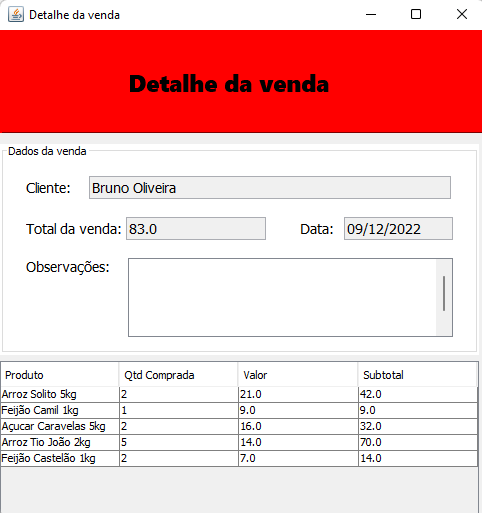 Detalhe da venda
Detalhe da venda
Dados da venda
Cliente: Bruno Oliveira
Total da venda: 83.0 Data: 09/12/2022
Observações:
Produto Qtd Comprada Valor Subtotal
Arroz Solito 5kg 2 21.0 42.0
Feijão Camil 1kg 1 9.0 9.0
Açucar Caravelas 5kg 2 16.0 32.0
Arroz Tio João 2kg 5 14.0 70.0
Feijão Castelão 1kg 2 7.0 14.0